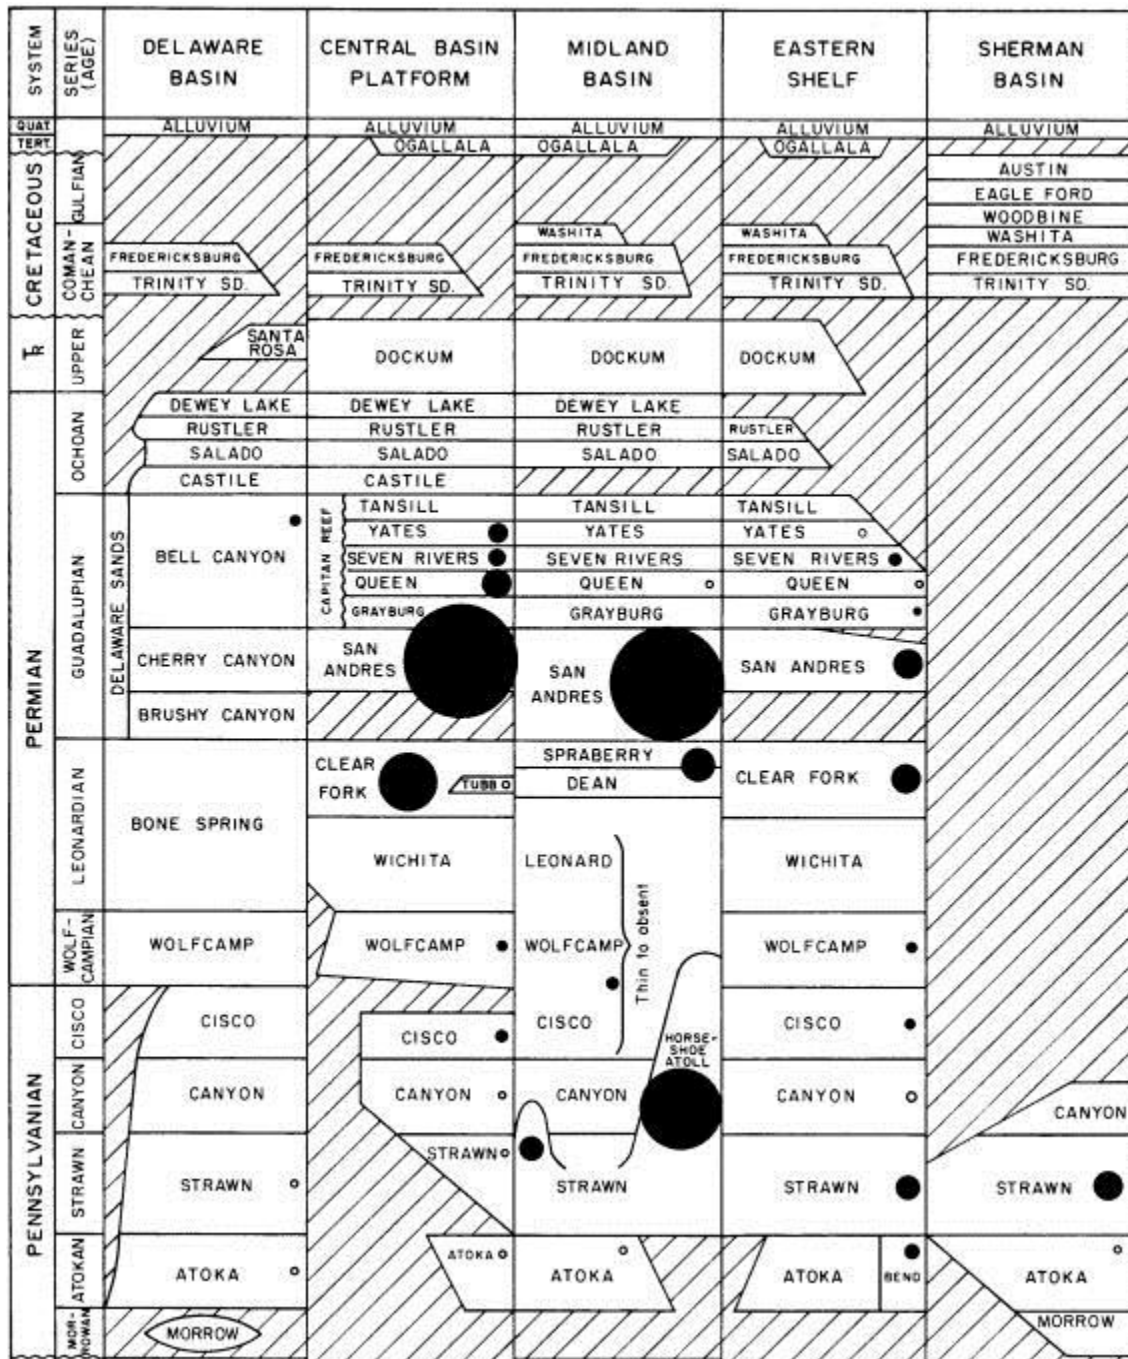 SYSTEM
SERIES
(AGE)
DELAWARE
BASIN
CENTRAL BASIN
PLATFORM
MIDLAND
BASIN
EASTERN
SHELF
SHERMAN
BASIN
QUAT.
TERT.
ALLUVIUM
ALLUVIUM
ALLUVIUM
ALLUVIUM
ALLUVIUM
OGALLALA
OGALLALA
OGALLALA
CRETACEOUS
GULFIAN
AUSTIN
EAGLE FORD
WOODBINE
COMAN-
CHEAN
WASHITA
WASHITA
WASHITA
FREDERICKSBURG
FREDERICKSBURG
FREDERICKSBURG
FREDERICKSBURG
FREDERICKSBURG
TRINITY SD.
TRINITY SD.
TRINITY SD.
TRINITY SD.
TRINITY SD.
TR
UPPER
SANTA
ROSA
DOCKUM
DOCKUM
DOCKUM
PERMIAN
OCHOAN
DEWEY LAKE
DEWEY LAKE
DEWEY LAKE
RUSTLER
RUSTLER
RUSTLER
RUSTLER
SALADO
SALADO
SALADO
SALADO
CASTILE
CASTILE
GUADALUPIAN
DELAWARE SANDS
BELL CANYON
CAPITAN REEF
TANSILL
TANSILL
TANSILL
YATES
YATES
YATES
SEVEN RIVERS
SEVEN RIVERS
SEVEN RIVERS
QUEEN
QUEEN
QUEEN
GRAYBURG
GRAYBURG
GRAYBURG
CHERRY CANYON
SAN
ANDRES
SAN
ANDRES
SAN ANDRES
BRUSHY CANYON
LEONARDIAN
BONE SPRING
CLEAR
FORK
TUBB
SPRABERRY
DEAN
CLEAR FORK
WICHITA
LEONARD
WICHITA
Thin to absent
WOLF-
CAMPIAN
WOLFCAMP
WOLFCAMP
WOLFCAMP
WOLFCAMP
PENNSYLVANIAN
CISCO
CISCO
CISCO
CISCO
CISCO
HORSE-
SHOE
ATOLL
CANYON
CANYON
CANYON
CANYON
CANYON
CANYON
STRAWN
STRAWN
STRAWN
STRAWN
STRAWN
STRAWN
ATOKAN
ATOKA
ATOKA
ATOKA
ATOKA
BEND
ATOKA
MOR-
ROWAN
MORROW
MORROW